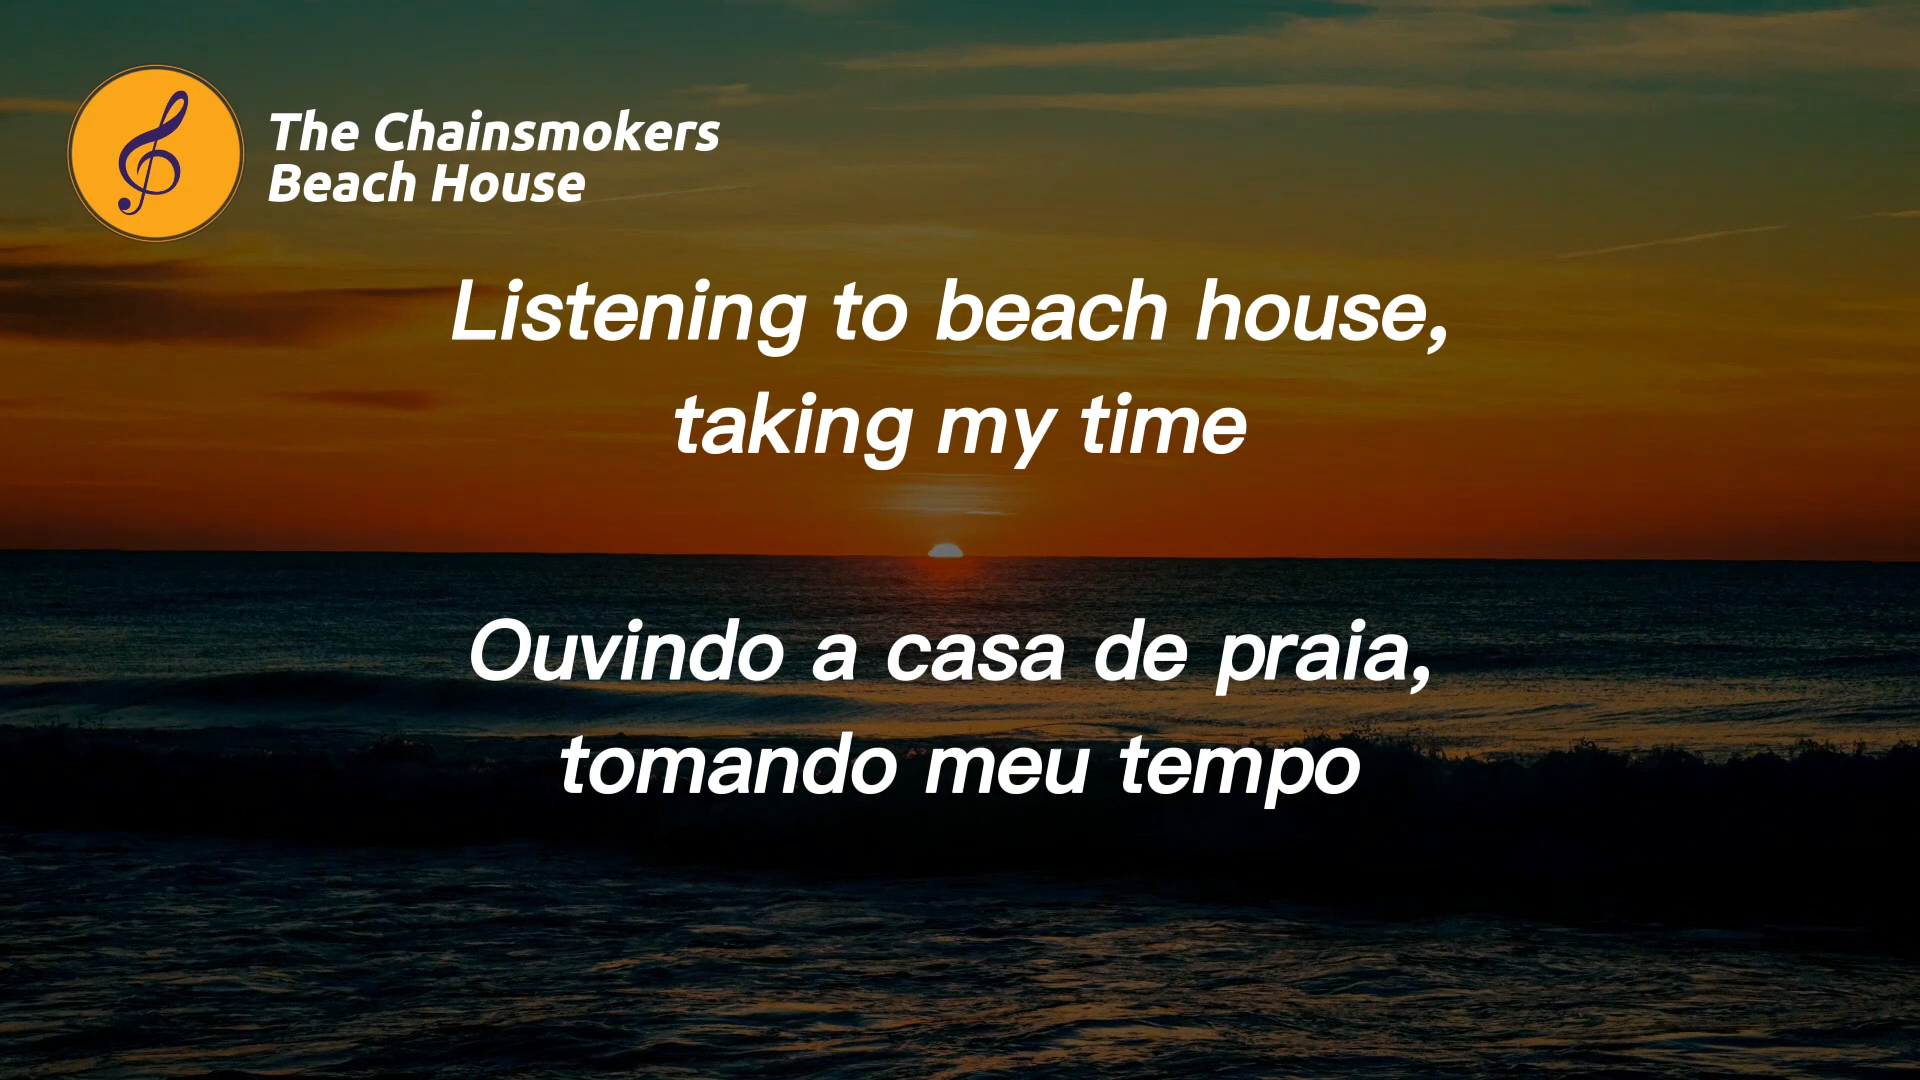 The Chainsmokers
Beach House
Listening to beach house,
taking my time
Ouvindo a casa de praia,
tomando meu tempo